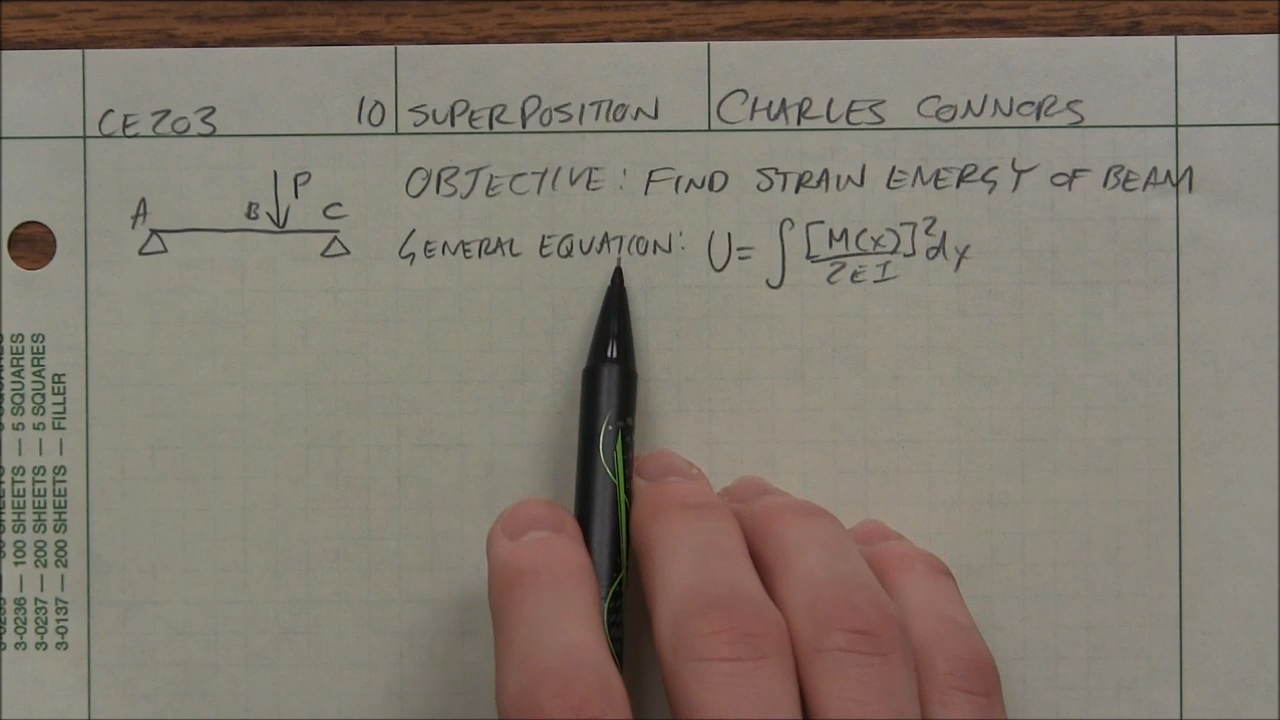 CE203 10 SUPERPOSITION CHARLES CONNORS
OBJECTIVE: FIND STRAIN ENERGY OF BEAM
A B P C
GENERAL EQUATION: U= ∫ [M(x)]²/2EI dx
3-0236 — 100 SHEETS — 5 SQUARES
3-0237 — 200 SHEETS — 5 SQUARES
3-0137 — 200 SHEETS — FILLER